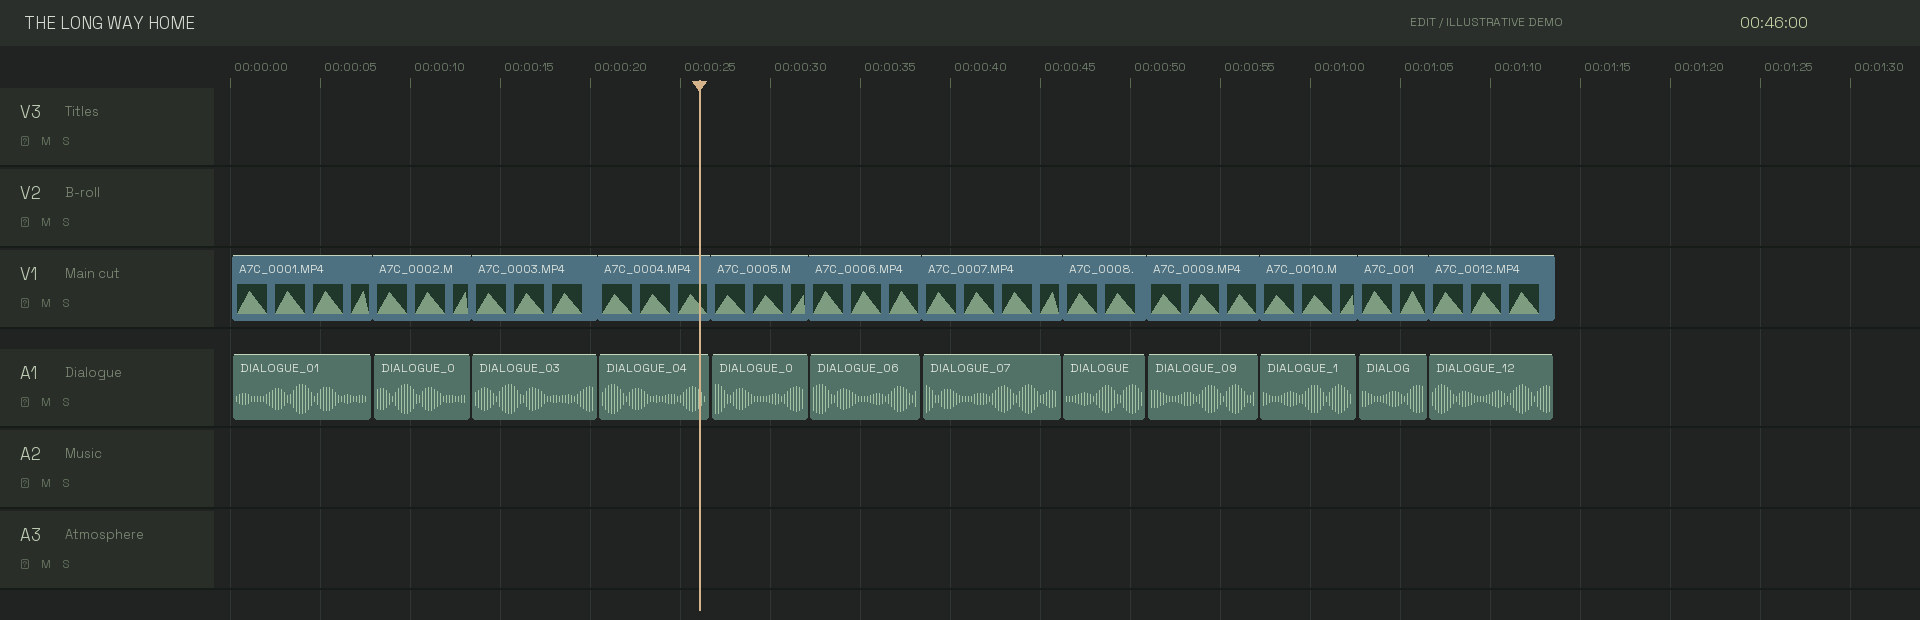 THE LONG WAY HOME
EDIT / ILLUSTRATIVE DEMO
00:46:00
00:00:00 00:00:05 00:00:10 00:00:15 00:00:20 00:00:25 00:00:30 00:00:35 00:00:40 00:00:45 00:00:50 00:00:55 00:01:00 00:01:05 00:01:10 00:01:15 00:01:20 00:01:25 00:01:30
V3 Titles
M S
V2 B-roll
M S
V1 Main cut
M S
A7C_0001.MP4 A7C_0002.M A7C_0003.MP4 A7C_0004.MP4 A7C_0005.M A7C_0006.MP4 A7C_0007.MP4 A7C_0008. A7C_0009.MP4 A7C_0010.M A7C_001 A7C_0012.MP4
A1 Dialogue
M S
DIALOGUE_01 DIALOGUE_0 DIALOGUE_03 DIALOGUE_04 DIALOGUE_0 DIALOGUE_06 DIALOGUE_07 DIALOGUE DIALOGUE_09 DIALOGUE_1 DIALOG DIALOGUE_12
A2 Music
M S
A3 Atmosphere
M S